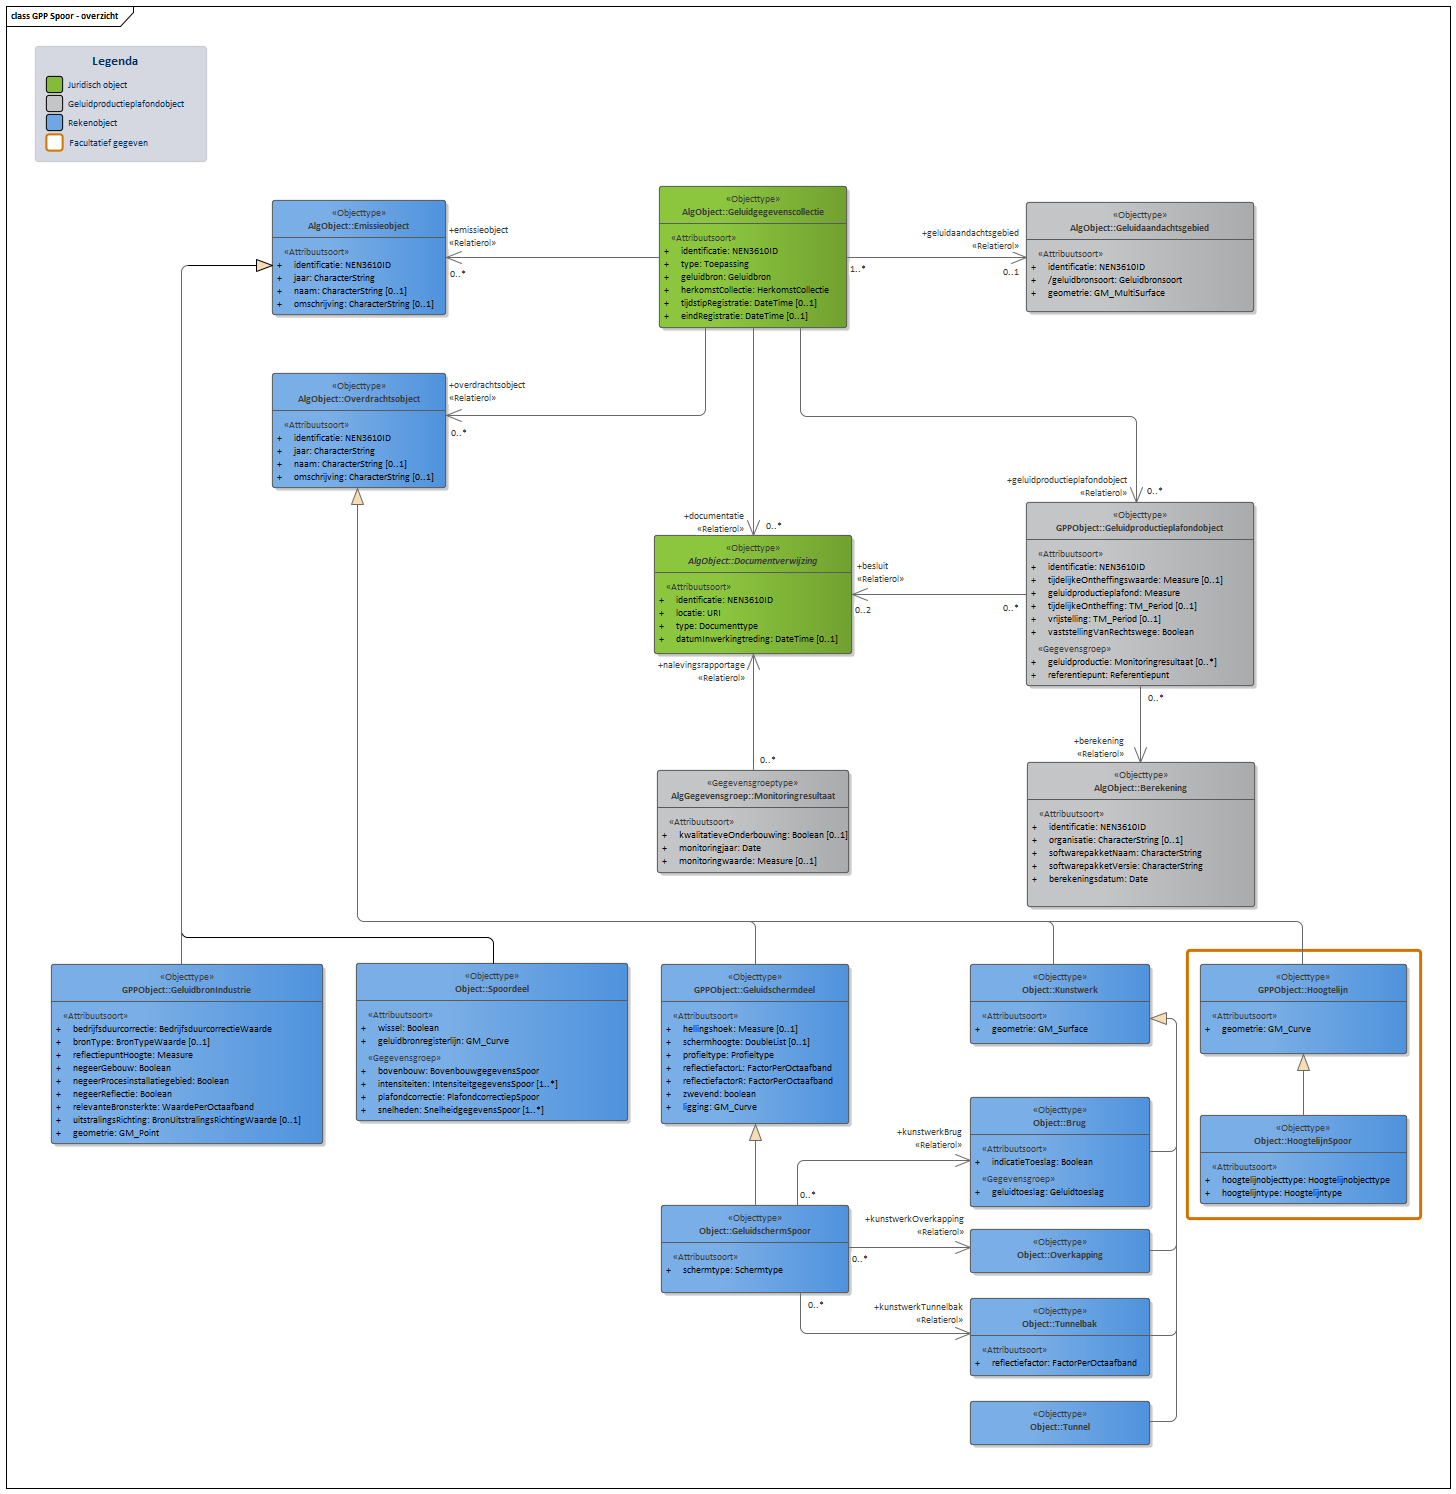 class GPP Spoor - overzicht
Legenda
Juridisch object
Geluidproductieplafondobject
Rekenobject
Facultatief gegeven
«Objecttype»
AlgObject::Emissieobject
«Attribuutsoort»
+ identificatie: NEN3610ID
+ jaar: CharacterString
+ naam: CharacterString [0..1]
+ omschrijving: CharacterString [0..1]
+emissieobject
«Relatierol»
0..*
«Objecttype»
AlgObject::Geluidgegevenscollectie
«Attribuutsoort»
+ identificatie: NEN3610ID
+ type: Toepassing
+ geluidbron: Geluidbron
+ herkomstCollectie: HerkomstCollectie
+ tijdstipRegistratie: DateTime [0..1]
+ eindRegistratie: DateTime [0..1]
1..*
+geluidaandachtsgebied
«Relatierol»
0..1
«Objecttype»
AlgObject::Geluidaandachtsgebied
«Attribuutsoort»
+ identificatie: NEN3610ID
+ /geluidbronsoort: Geluidbronsoort
+ geometrie: GM_MultiSurface
«Objecttype»
AlgObject::Overdrachtsobject
«Attribuutsoort»
+ identificatie: NEN3610ID
+ jaar: CharacterString
+ naam: CharacterString [0..1]
+ omschrijving: CharacterString [0..1]
+overdrachtsobject
«Relatierol»
0..*
+documentatie
«Relatierol»
0..*
+geluidproductieplafondobject
«Relatierol»
0..*
«Objecttype»
AlgObject::Documentverwijzing
«Attribuutsoort»
+ identificatie: NEN3610ID
+ locatie: URI
+ type: Documenttype
+ datumInwerkingtreding: DateTime [0..1]
+besluit
«Relatierol»
0..2
0..*
«Objecttype»
GPPObject::Geluidproductieplafondobject
«Attribuutsoort»
+ identificatie: NEN3610ID
+ tijdelijkeOntheffingswaarde: Measure [0..1]
+ geluidproductieplafond: Measure
+ tijdelijkeOntheffing: TM_Period [0..1]
+ vrijstelling: TM_Period [0..1]
+ vaststellingVanRechtswege: Boolean
«Gegevensgroep»
+ geluidproductie: Monitoringresultaat [0..*]
+ referentiepunt: Referentiepunt
+nalevingsrapportage
«Relatierol»
0..*
0..*
+berekening
«Relatierol»
«Gegevensgroeptype»
AlgGegevensgroep::Monitoringresultaat
«Attribuutsoort»
+ kwalitatieveOnderbouwing: Boolean [0..1]
+ monitoringjaar: Date
+ monitoringwaarde: Measure [0..1]
«Objecttype»
AlgObject::Berekening
«Attribuutsoort»
+ identificatie: NEN3610ID
+ organisatie: CharacterString [0..1]
+ softwarepakketNaam: CharacterString
+ softwarepakketVersie: CharacterString
+ berekeningsdatum: Date
«Objecttype»
GPPObject::GeluidbronIndustrie
«Attribuutsoort»
+ bedrijfsduurcorrectie: BedrijfsduurcorrectieWaarde
+ bronType: BronTypeWaarde [0..1]
+ reflectiepuntHoogte: Measure
+ negeerGebouw: Boolean
+ negeerProcesinstallatiegebied: Boolean
+ negeerReflectie: Boolean
+ relevanteBronsterkte: WaardePerOctaafband
+ uitstralingsRichting: BronUitstralingsRichtingWaarde [0..1]
+ geometrie: GM_Point
«Objecttype»
Object::Spoordeel
«Attribuutsoort»
+ wissel: Boolean
+ geluidbronregisterlijn: GM_Curve
«Gegevensgroep»
+ bovenbouw: BovenbouwgegevensSpoor
+ intensiteiten: IntensiteitgegevensSpoor [1..*]
+ plafondcorrectie: PlafondcorrectiepSpoor
+ snelheden: SnelheidgegevensSpoor [1..*]
«Objecttype»
GPPObject::Geluidschermdeel
«Attribuutsoort»
+ hellingshoek: Measure [0..1]
+ schermhoogte: DoubleList [0..1]
+ profieltype: Profieltype
+ reflectiefactorL: FactorPerOctaafband
+ reflectiefactorR: FactorPerOctaafband
+ zwevend: boolean
+ ligging: GM_Curve
«Objecttype»
Object::Kunstwerk
«Attribuutsoort»
+ geometrie: GM_Surface
«Objecttype»
GPPObject::Hoogtelijn
«Attribuutsoort»
+ geometrie: GM_Curve
«Objecttype»
Object::Brug
«Attribuutsoort»
+ indicatieToeslag: Boolean
«Gegevensgroep»
+ geluidtoeslag: Geluidtoeslag
«Objecttype»
Object::HoogtelijnSpoor
«Attribuutsoort»
+ hoogtelijnobjecttype: Hoogtelijnobjecttype
+ hoogtelijntype: Hoogtelijntype
+kunstwerkBrug
«Relatierol»
0..*
«Objecttype»
Object::GeluidschermSpoor
«Attribuutsoort»
+ schermtype: Schermtype
+kunstwerkOverkapping
«Relatierol»
0..*
«Objecttype»
Object::Overkapping
0..*
+kunstwerkTunnelbak
«Relatierol»
«Objecttype»
Object::Tunnelbak
«Attribuutsoort»
+ reflectiefactor: FactorPerOctaafband
«Objecttype»
Object::Tunnel